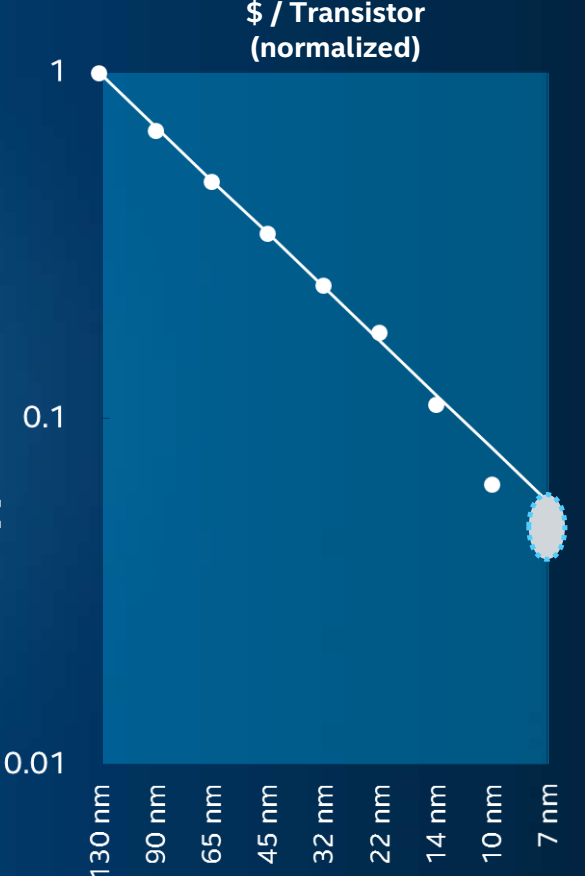 $ / Transistor
(normalized)
1
0.1
0.01
130 nm
90 nm
65 nm
45 nm
32 nm
22 nm
14 nm
10 nm
7 nm